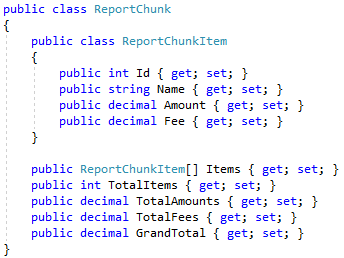 public class ReportChunk
{
    public class ReportChunkItem
    {
        public int Id { get; set; }
        public string Name { get; set; }
        public decimal Amount { get; set; }
        public decimal Fee { get; set; }
    }

    public ReportChunkItem[] Items { get; set; }
    public int TotalItems { get; set; }
    public decimal TotalAmounts { get; set; }
    public decimal TotalFees { get; set; }
    public decimal GrandTotal { get; set; }
}